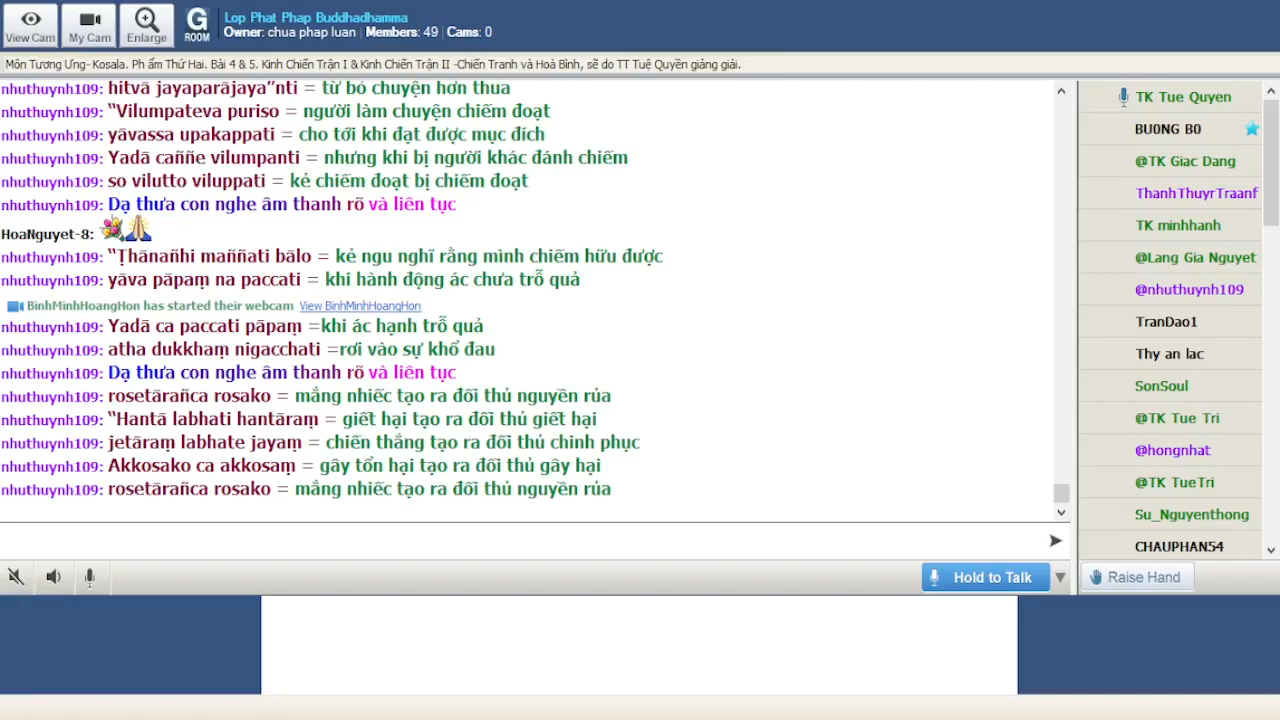 View Cam
My Cam
Enlarge
G ROOM
Lop Phat Phap Buddhadhamma
Owner: chua phap luan | Members: 49 | Cams: 0
Môn Tương Ưng- Kosala. Ph ẩm Thứ Hai. Bài 4 & 5. Kinh Chiến Trận I & Kinh Chiến Trận II -Chiến Tranh và Hoà Bình, sẽ do TT Tuệ Quyền giảng giải.
nhuthuynh109: hitvā jayaparājaya”nti = từ bỏ chuyện hơn thua
nhuthuynh109: “Vilumpateva puriso = người làm chuyện chiếm đoạt
nhuthuynh109: yāvassa upakappati = cho tới khi đạt được mục đích
nhuthuynh109: Yadā caññe vilumpanti = nhưng khi bị người khác đánh chiếm
nhuthuynh109: so vilutto viluppati = kẻ chiếm đoạt bị chiếm đoạt
nhuthuynh109: Dạ thưa con nghe âm thanh rõ và liên tục
HoaNguyet-8:
nhuthuynh109: “Ṭhānañhi maññati bālo = kẻ ngu nghĩ rằng mình chiếm hữu được
nhuthuynh109: yāva pāpaṃ na paccati = khi hành động ác chưa trỗ quả
BinhMinhHoangHon has started their webcam View BinhMinhHoangHon
nhuthuynh109: Yadā ca paccati pāpaṃ =khi ác hạnh trỗ quả
nhuthuynh109: atha dukkhaṃ nigacchati =rơi vào sự khổ đau
nhuthuynh109: Dạ thưa con nghe âm thanh rõ và liên tục
nhuthuynh109: rosetārañca rosako = mắng nhiếc tạo ra đối thủ nguyền rủa
nhuthuynh109: “Hantā labhati hantāraṃ = giết hại tạo ra đối thủ giết hại
nhuthuynh109: jetāraṃ labhate jayaṃ = chiến thắng tạo ra đối thủ chinh phục
nhuthuynh109: Akkosako ca akkosaṃ = gây tổn hại tạo ra đối thủ gây hại
nhuthuynh109: rosetārañca rosako = mắng nhiếc tạo ra đối thủ nguyền rủa
Hold to Talk
TK Tue Quyen
BU0NG B0
@TK Giac Dang
ThanhThuyrTraanf
TK minhhanh
@Lang Gia Nguyet
@nhuthuynh109
TranDao1
Thy an lac
SonSoul
@TK Tue Tri
@hongnhat
@TK TueTri
Su_Nguyenthong
CHAUPHAN54
Raise Hand